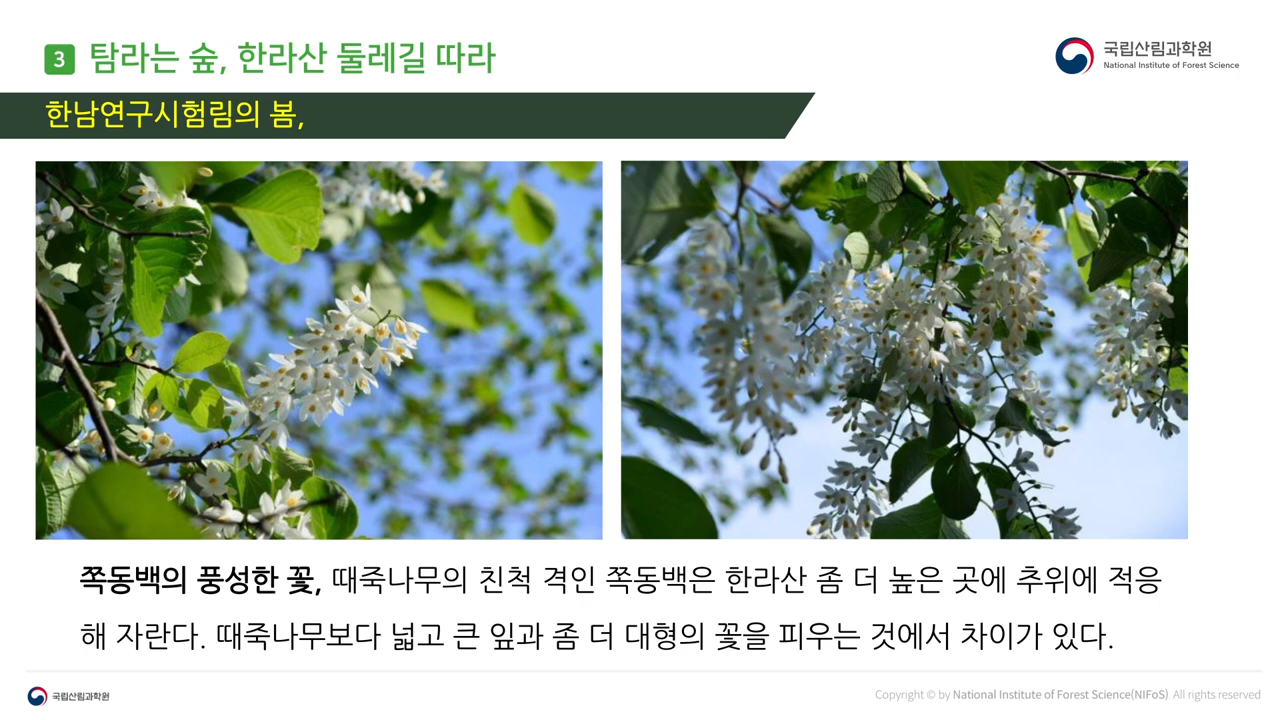 3 탐라는 숲, 한라산 둘레길 따라
국립산림과학원
National Institute of Forest Science
한남연구시험림의 봄,
쪽동백의 풍성한 꽃, 때죽나무의 친척 격인 쪽동백은 한라산 좀 더 높은 곳에 추위에 적응
해 자란다. 때죽나무보다 넓고 큰 잎과 좀 더 대형의 꽃을 피우는 것에서 차이가 있다.
국립산림과학원
Copyright © by National Institute of Forest Science(NIFoS). All rights reserved